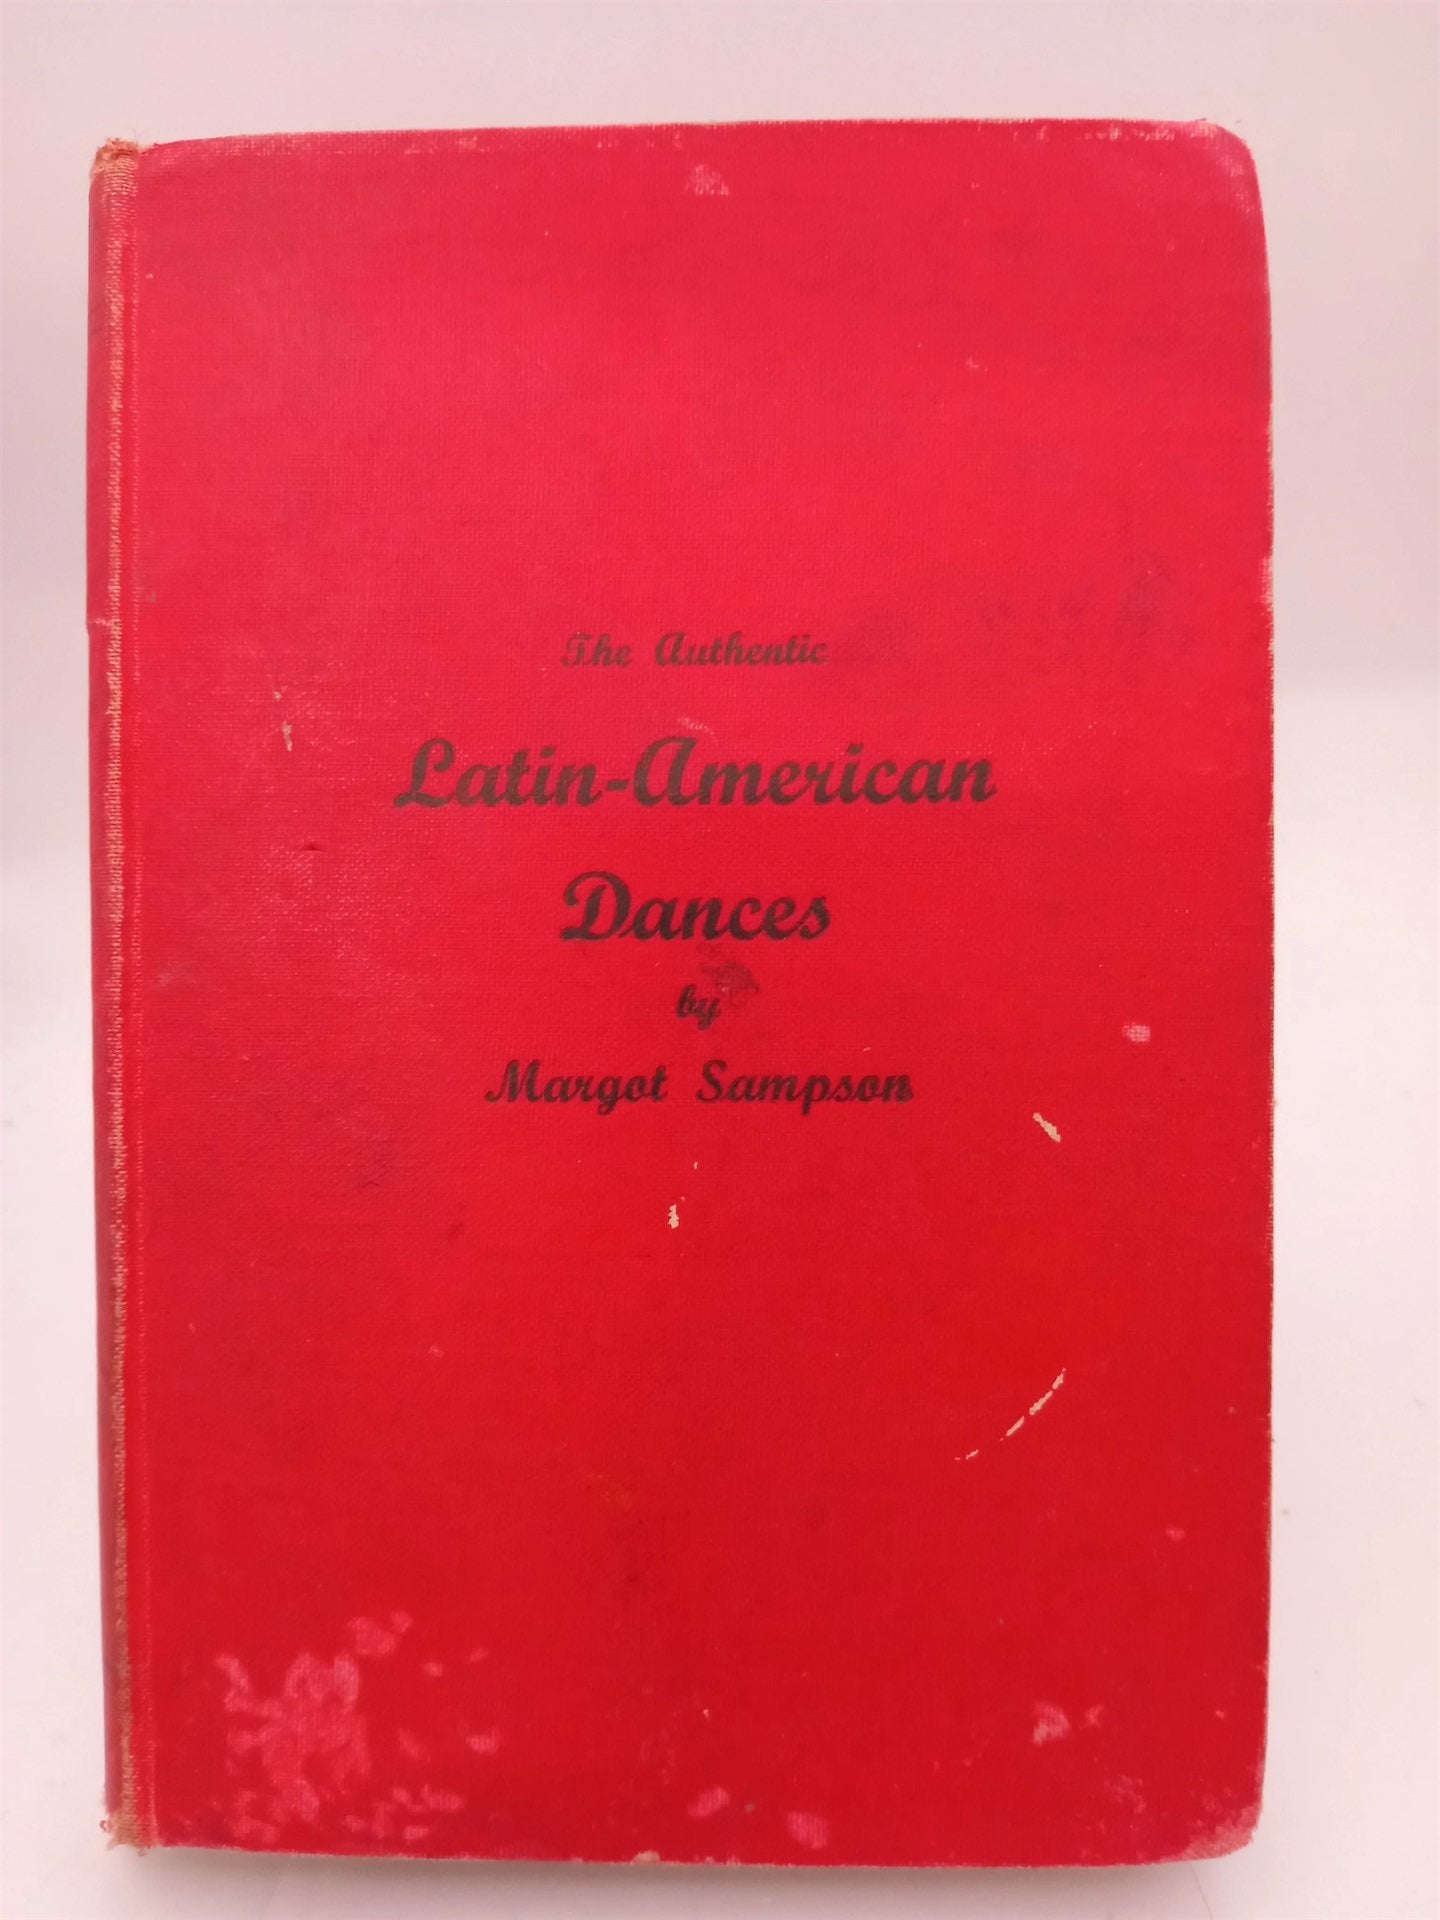 The Authentic
Latin-American
Dances
by
Margot Sampson